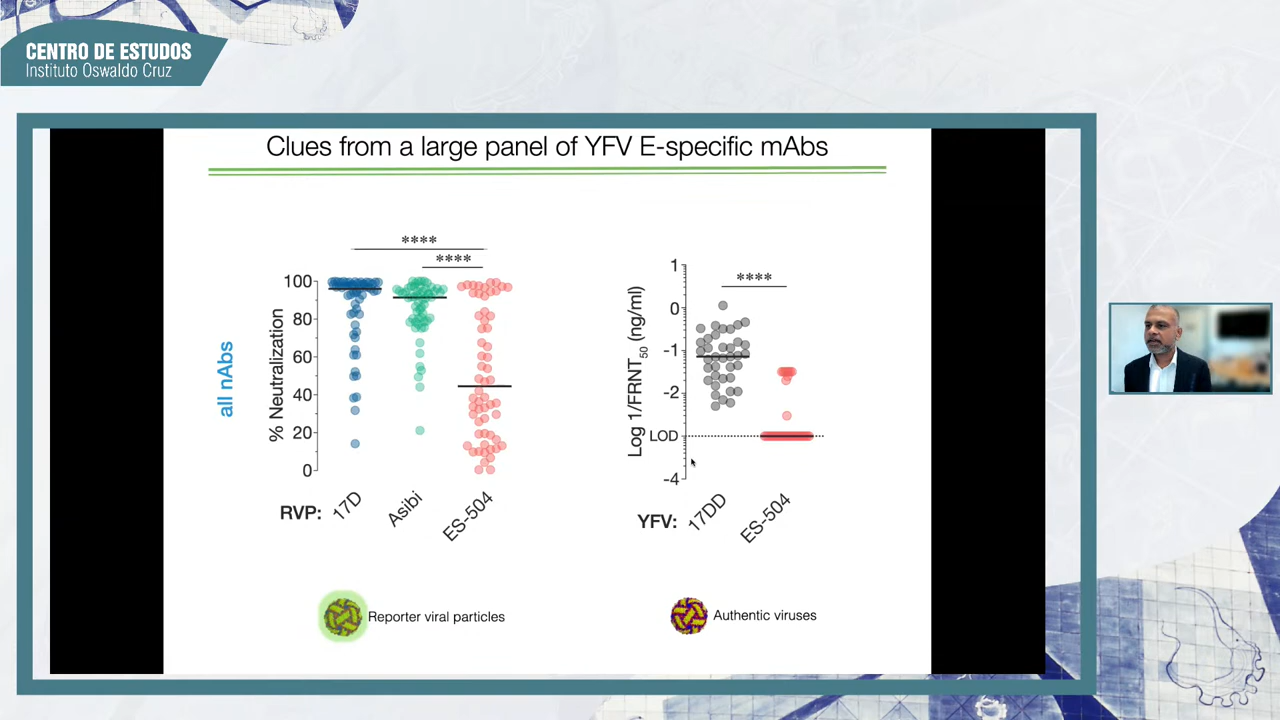 CENTRO DE ESTUDOS
Instituto Oswaldo Cruz
Clues from a large panel of YFV E-specific mAbs
all nAbs
% Neutralization
100
80
60
40
20
0
****
****
RVP:
17D
Asibi
ES-504
Reporter viral particles
Log 1/FRNT50 (ng/ml)
1
0
-1
-2
LOD
-4
****
YFV:
17DD
ES-504
Authentic viruses